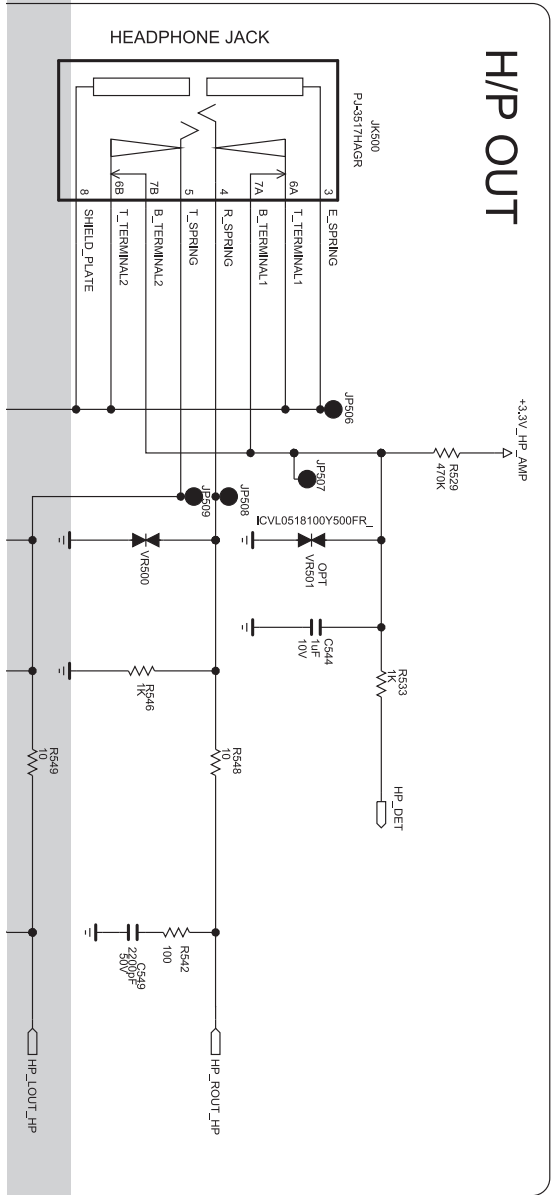 HEADPHONE JACK
H/P OUT
JK500
PJ-3517HAGR
3
E_SPRING
6A
T_TERMINAL1
7A
B_TERMINAL1
4
R_SPRING
5
T_SPRING
7B
B_TERMINAL2
6B
T_TERMINAL2
8
SHIELD_PLATE
JP506
+3.3V_HP_AMP
R529
470K
JP507
JP508
JP509
ICVL0518100Y500FR_
OPT
VR501
VR500
C544
1uF
10V
R533
1K
HP_DET
R546
1K
R548
10
R549
10
R542
100
C549
2200pF
50V
HP_ROUT_HP
HP_LOUT_HP